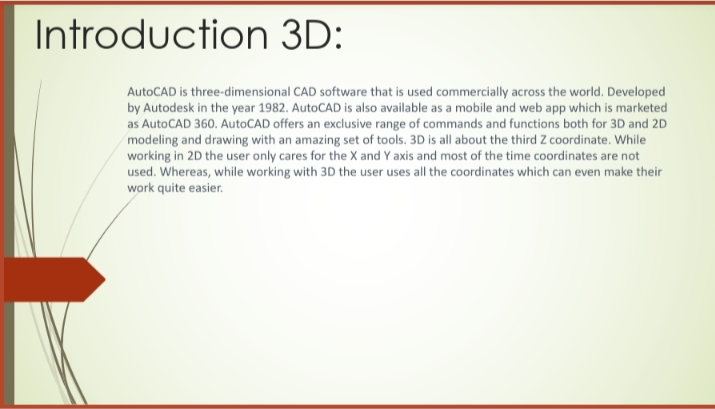 Introduction 3D:
AutoCAD is three-dimensional CAD software that is used commercially across the world. Developed
by Autodesk in the year 1982. AutoCAD is also available as a mobile and web app which is marketed
as AutoCAD 360. AutoCAD offers an exclusive range of commands and functions both for 3D and 2D
modeling and drawing with an amazing set of tools. 3D is all about the third Z coordinate. While
working in 2D the user only cares for the X and Y axis and most of the time coordinates are not
used. Whereas, while working with 3D the user uses all the coordinates which can even make their
work quite easier.